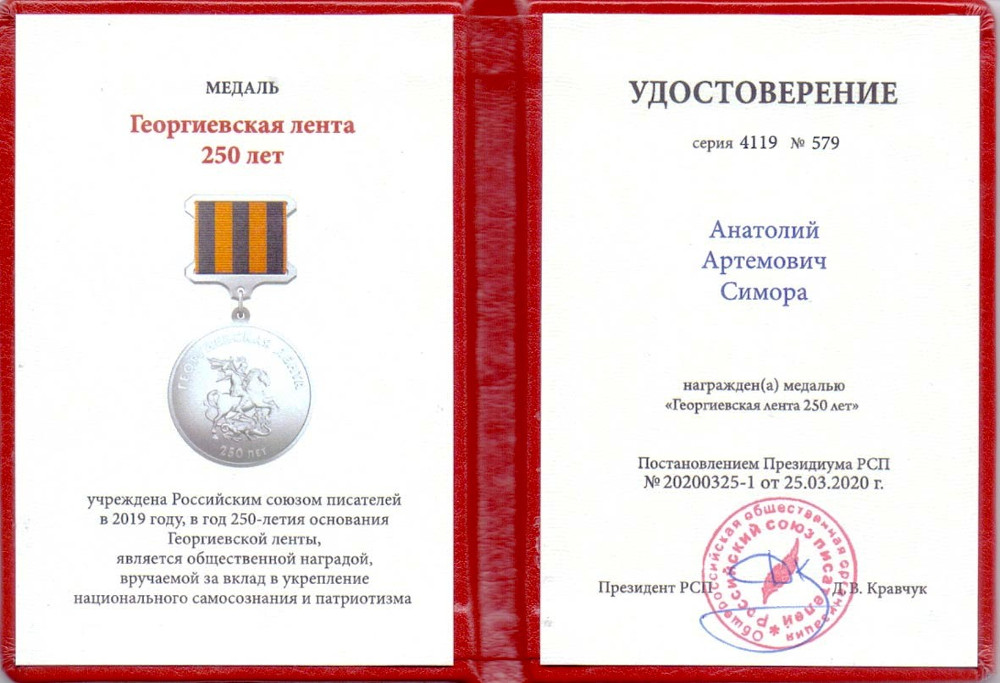 МЕДАЛЬ
Георгиевская лента
250 лет
ГЕОРГИЕВСКАЯ ЛЕНТА
250 ЛЕТ
учреждена Российским союзом писателей
в 2019 году, в год 250-летия основания
Георгиевской ленты,
является общественной наградой,
вручаемой за вклад в укрепление
национального самосознания и патриотизма
УДОСТОВЕРЕНИЕ
серия 4119 № 579
Анатолий
Артемович
Симора
награжден(а) медалью
«Георгиевская лента 250 лет»
Постановлением Президиума РСП
№ 20200325-1 от 25.03.2020 г.
Общероссийская общественная организация
Российский союз писателей
Президент РСП
Д. В. Кравчук